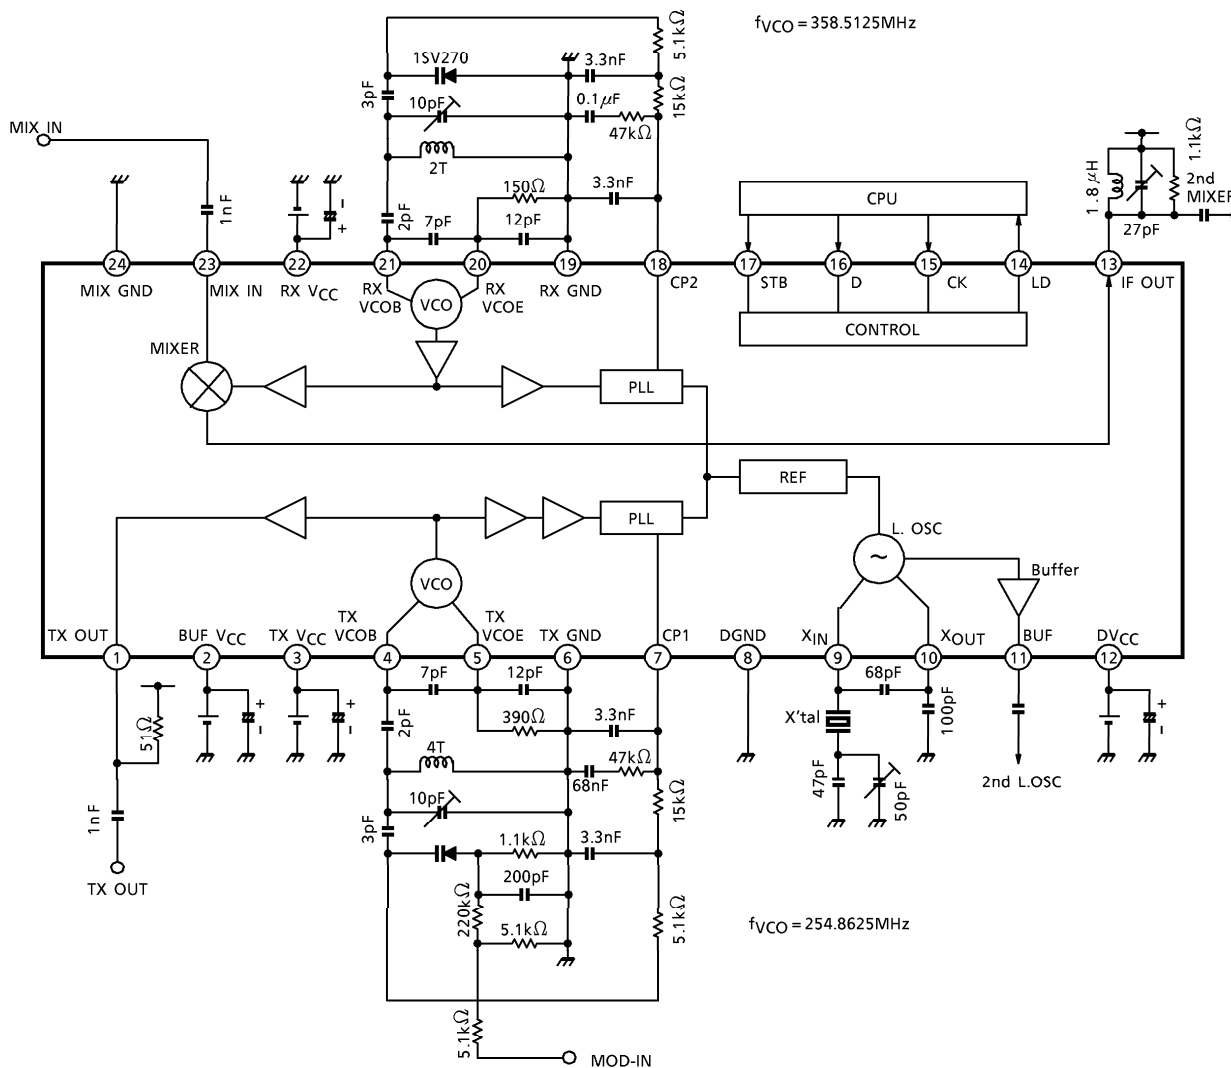 fVCO = 358.5125MHz
5.1kΩ
1SV270
3.3nF
3pF
10pF
0.1μF
15kΩ
47kΩ
MIX IN
2T
1nF
150Ω
3.3nF
2pF
7pF
12pF
- +
CPU
1.8μH
1.1kΩ
2nd
MIXER
27pF
24 23 22 21 20 19 18 17 16 15 14 13
MIX GND
MIX IN
RX VCC
RX
VCOB
VCO
RX
VCOE
RX GND
CP2
STB
D
CK
LD
IF OUT
CONTROL
MIXER
PLL
REF
PLL
L. OSC
~
Buffer
VCO
TX OUT
BUF VCC
TX VCC
TX
VCOB
TX
VCOE
TX GND
CP1
DGND
XIN
XOUT
BUF
DVCC
1 2 3 4 5 6 7 8 9 10 11 12
7pF
12pF
68pF
51Ω
+ -
+ -
2pF
390Ω
3.3nF
X'tal
100pF
+ -
4T
47kΩ
68nF
47pF
50pF
2nd L.OSC
1nF
10pF
15kΩ
3pF
1.1kΩ
3.3nF
TX OUT
200pF
220kΩ
5.1kΩ
5.1kΩ
fVCO = 254.8625MHz
5.1kΩ
MOD-IN